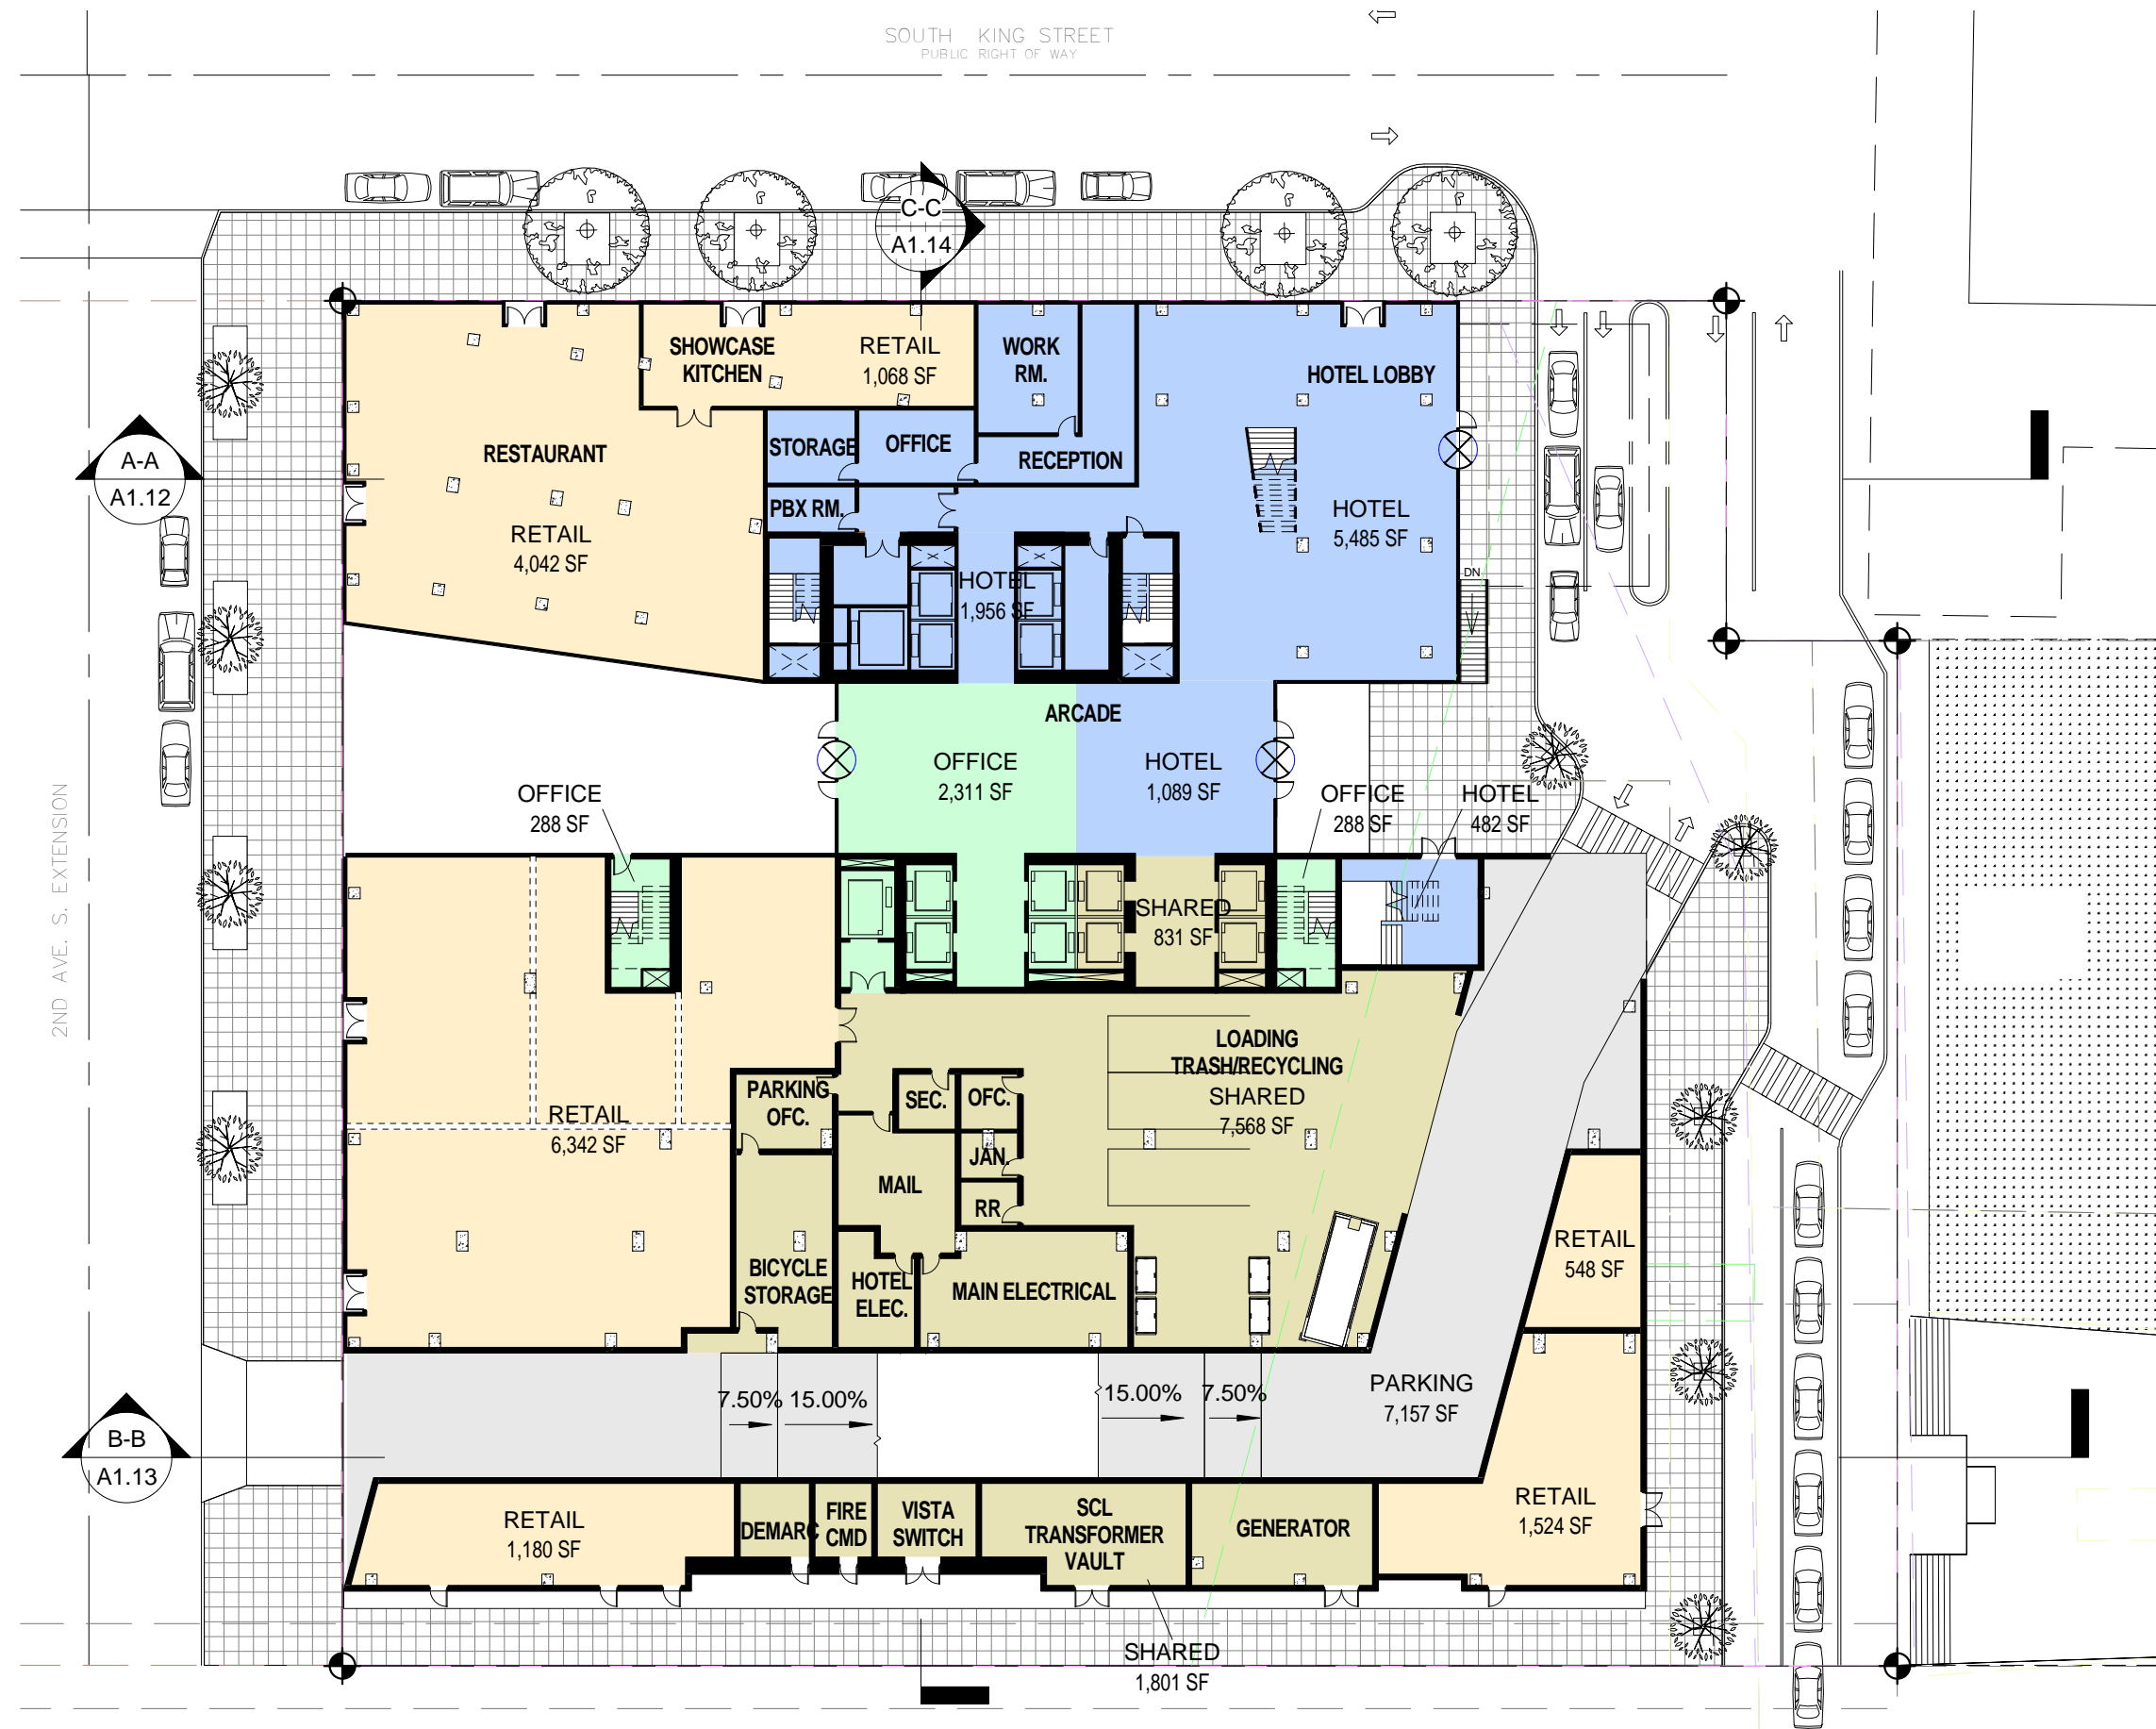 SOUTH KING STREET
PUBLIC RIGHT OF WAY
C-C
A1.14
SHOWCASE
KITCHEN
RETAIL
1,068 SF
WORK
RM.
HOTEL LOBBY
A-A
A1.12
RESTAURANT
STORAGE
OFFICE
RECEPTION
PBX RM.
RETAIL
4,042 SF
HOTEL
5,485 SF
HOTEL
1,956 SF
DN
ARCADE
OFFICE
2,311 SF
HOTEL
1,089 SF
OFFICE
288 SF
OFFICE
288 SF
HOTEL
482 SF
2ND AVE. S. EXTENSION
SHARED
831 SF
LOADING
TRASH/RECYCLING
SHARED
7,568 SF
PARKING
OFC.
SEC.
OFC.
RETAIL
6,342 SF
JAN.
MAIL
RR
RETAIL
548 SF
BICYCLE
STORAGE
HOTEL
ELEC.
MAIN ELECTRICAL
7.50%
15.00%
15.00%
7.50%
PARKING
7,157 SF
B-B
A1.13
RETAIL
1,180 SF
DEMARC
FIRE
CMD
VISTA
SWITCH
SCL
TRANSFORMER
VAULT
GENERATOR
RETAIL
1,524 SF
SHARED
1,801 SF